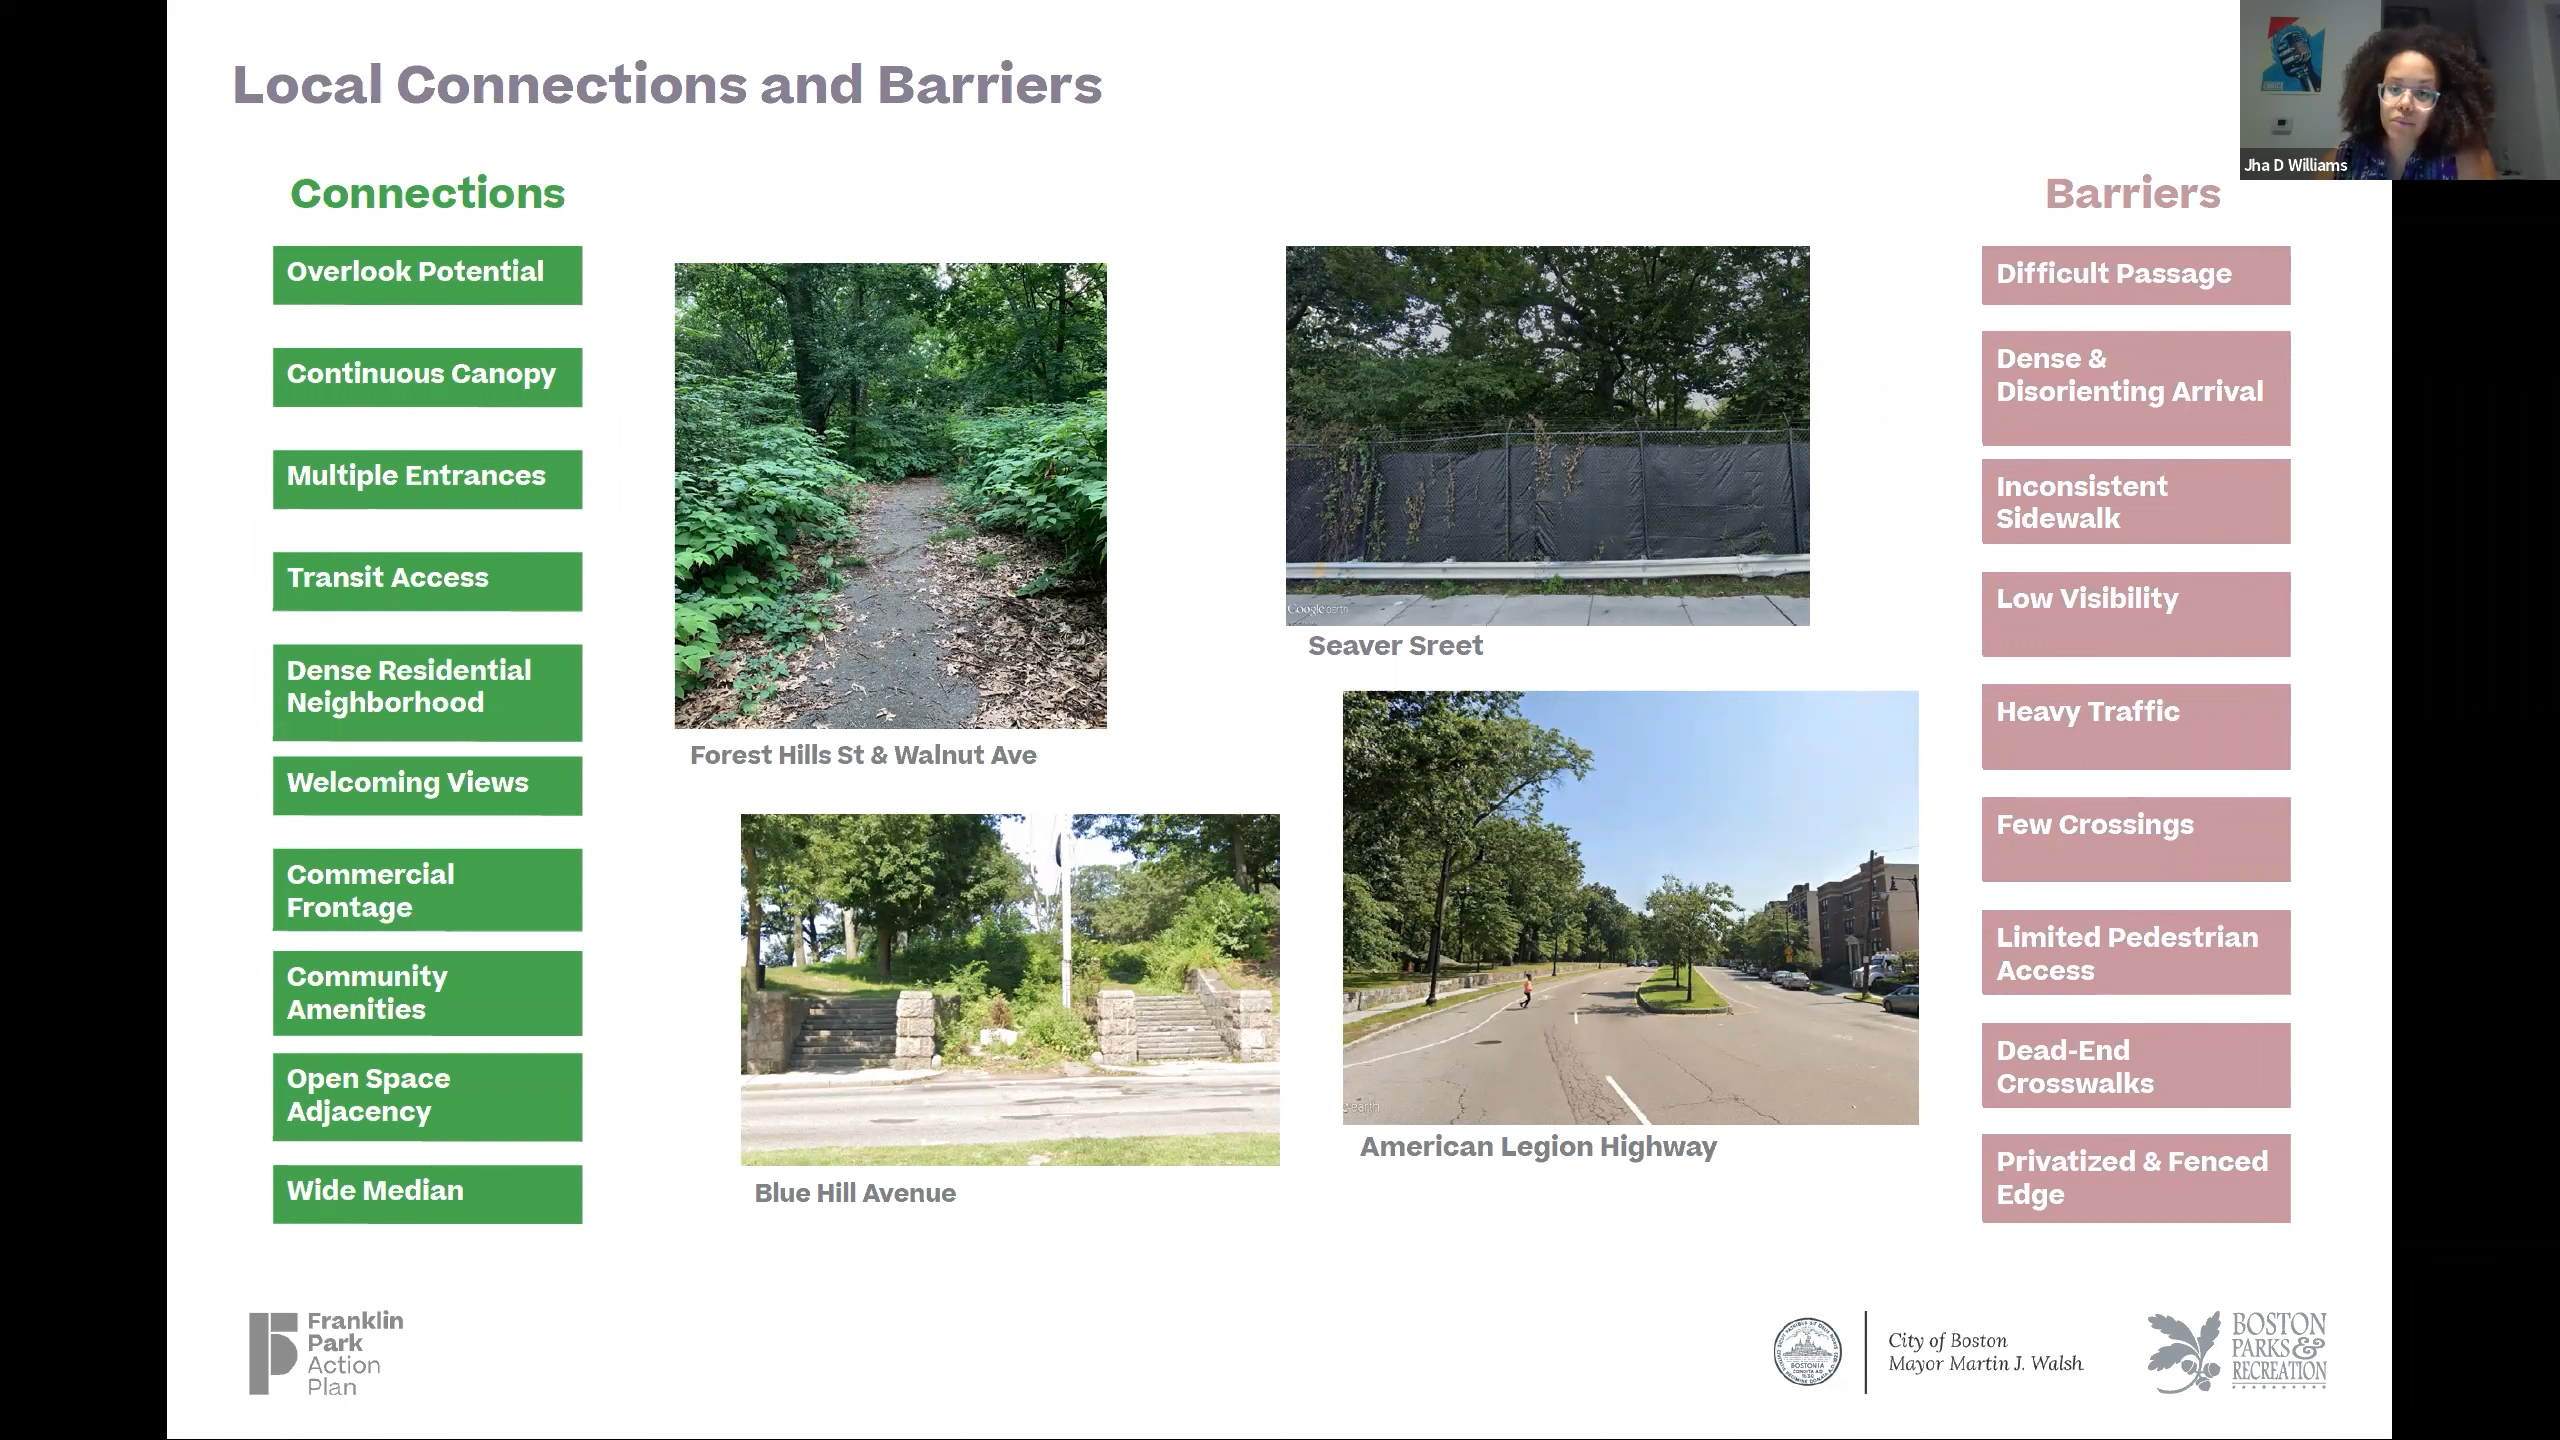 Local Connections and Barriers
Jha D Williams
Connections
Overlook Potential
Continuous Canopy
Multiple Entrances
Transit Access
Dense Residential
Neighborhood
Welcoming Views
Commercial
Frontage
Community
Amenities
Open Space
Adjacency
Wide Median
Forest Hills St & Walnut Ave
Blue Hill Avenue
Google earth
Seaver Sreet
earth
American Legion Highway
Barriers
Difficult Passage
Dense &
Disorienting Arrival
Inconsistent
Sidewalk
Low Visibility
Heavy Traffic
Few Crossings
Limited Pedestrian
Access
Dead-End
Crosswalks
Privatized & Fenced
Edge
Franklin
Park
Action
Plan
BOSTONIA
City of Boston
Mayor Martin J. Walsh
BOSTON
PARKS &
RECREATION